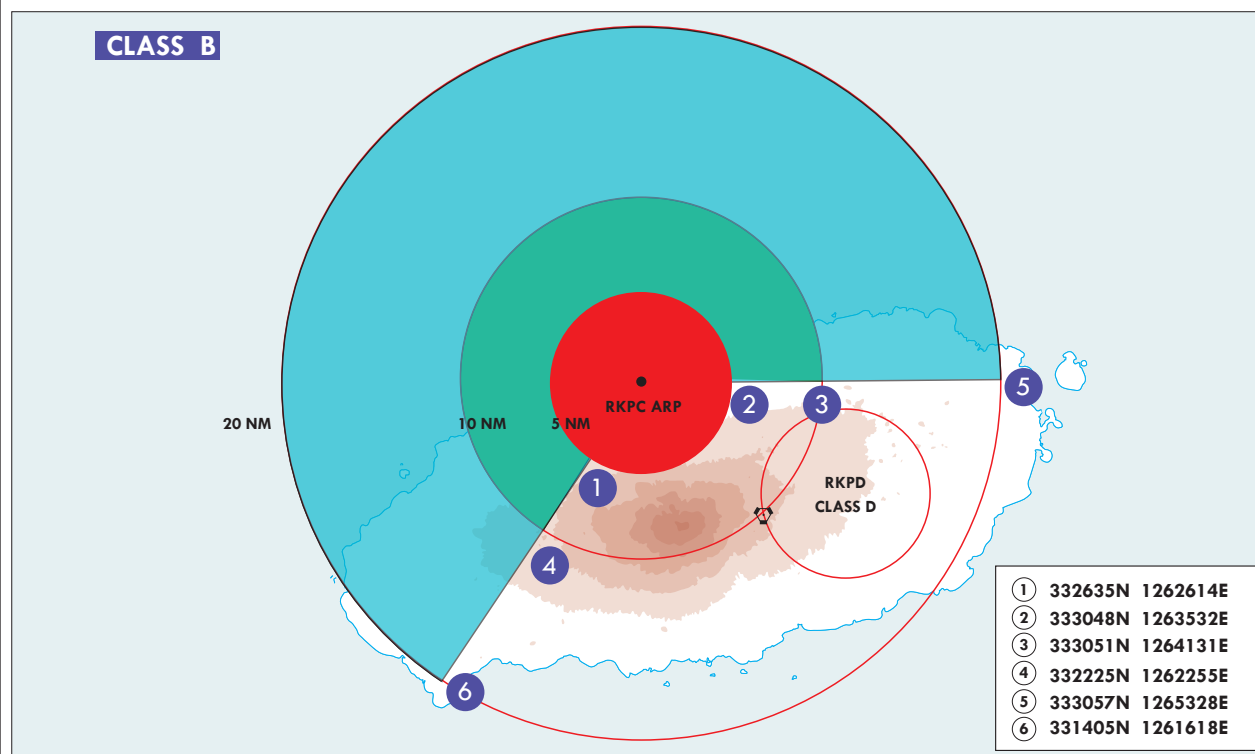 CLASS B
RKPC ARP
20 NM
10 NM
5 NM
2
3
5
1
4
6
RKPD
CLASS D
1 332635N 1262614E
2 333048N 1263532E
3 333051N 1264131E
4 332225N 1262255E
5 333057N 1265328E
6 331405N 1261618E